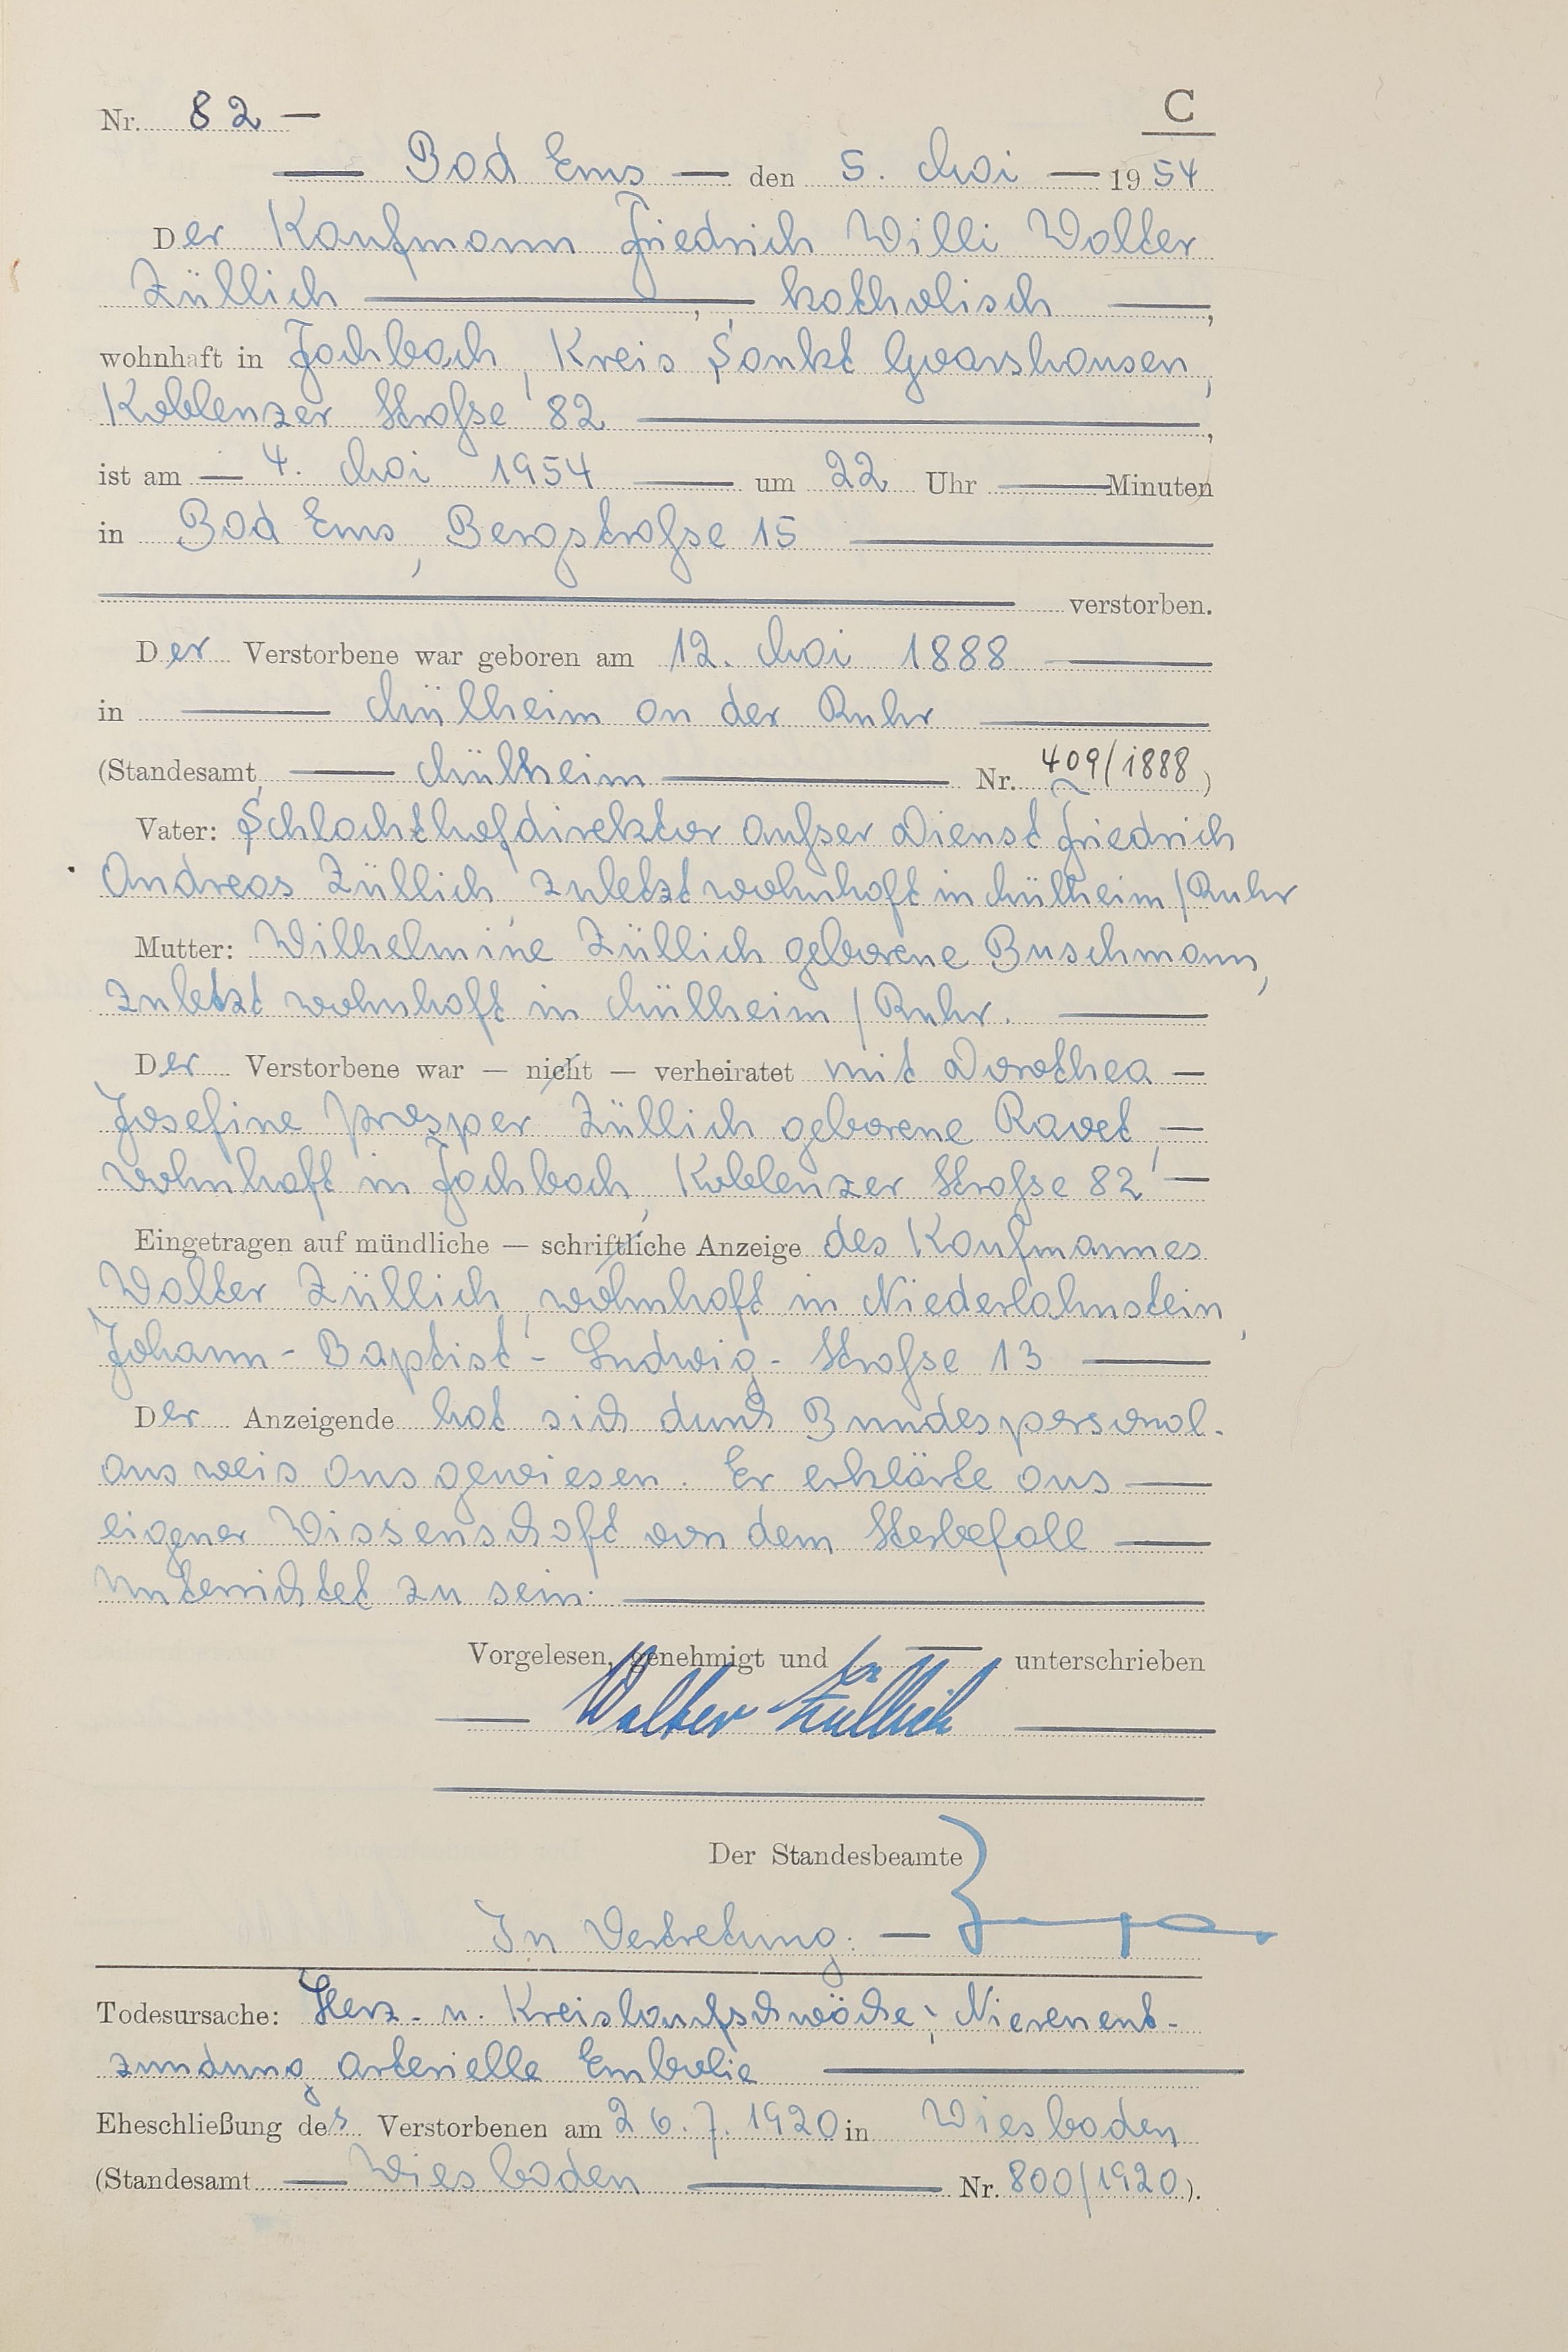 Nr. 82 —
C
— Bad Ems — den 5. Mai — 1954
Der Kaufmann Friedrich Willi Walter
Züllich —, katholisch —,
wohnhaft in Fachbach, Kreis Sankt Goarshausen,
Koblenzer Straße 82 —,
ist am — 4. Mai 1954 — um 22 Uhr — Minuten
in Bad Ems, Bergstraße 15 —
— verstorben.
Der Verstorbene war geboren am 12. Mai 1888 —
in — Mülheim an der Ruhr —
(Standesamt — Mülheim — Nr. 409/1888)
Vater: Schlachthofdirektor außer Dienst Friedrich
Andreas Züllich, zuletzt wohnhaft in Mülheim/Ruhr
Mutter: Wilhelmine Züllich geborene Buschmann,
zuletzt wohnhaft in Mülheim/Ruhr. —
Der Verstorbene war — nicht — verheiratet mit Dorothea —
Josefine Prosper Züllich geborene Ravet, —
wohnhaft in Fachbach, Koblenzer Straße 82 —
Eingetragen auf mündliche — schriftliche Anzeige des Kaufmannes
Walter Züllich, wohnhaft in Niederlahnstein,
Johann-Baptist-Ludwig-Straße 13 —
Der Anzeigende hat sich durch Bundespersonal-
ausweis ausgewiesen. Er erklärte aus —
eigener Wissenschaft von dem Sterbefall —
unterrichtet zu sein. —
Vorgelesen, genehmigt und — unterschrieben
— Walter Züllich —
Der Standesbeamte
In Vertretung: —
Todesursache: Herz- u. Kreislaufschwäche; Nierenent-
zündung arterielle Embolie —
Eheschließung des Verstorbenen am 26.7.1920 in Wiesbaden
(Standesamt — Wiesbaden — Nr. 800/1920).